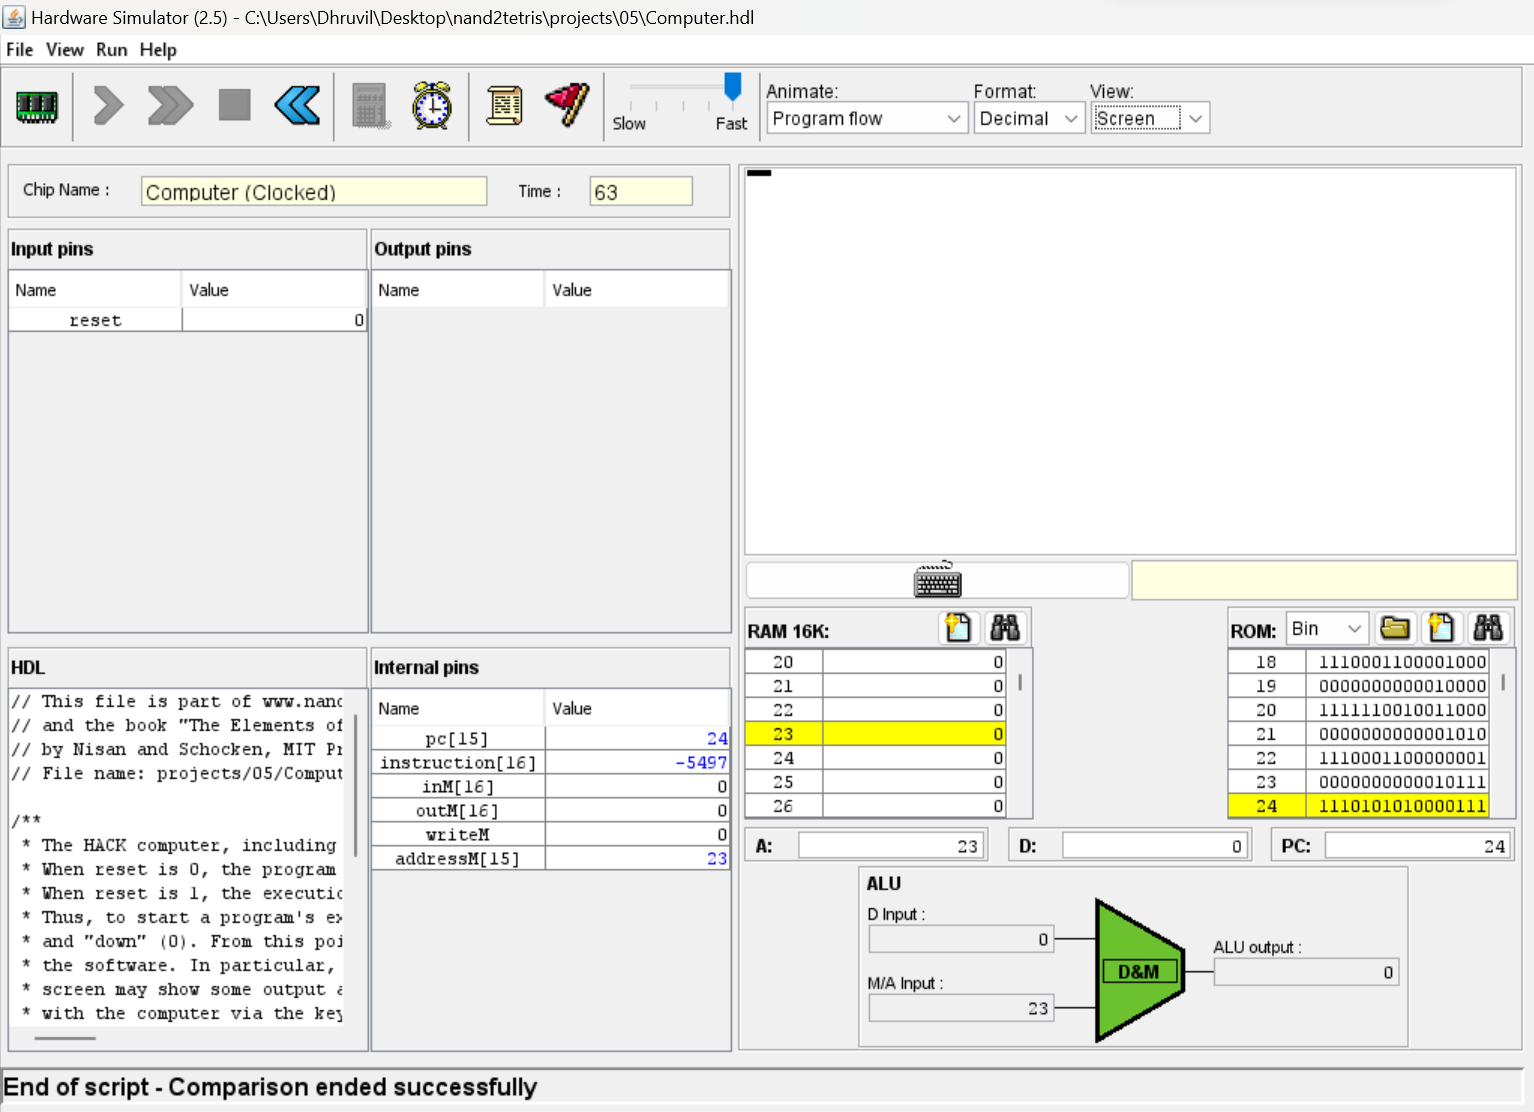 Hardware Simulator (2.5) - C:\Users\Dhruvil\Desktop\nand2tetris\projects\05\Computer.hdl
File View Run Help
Slow Fast
Animate: Format: View:
Program flow Decimal Screen
Chip Name : Computer (Clocked) Time : 63
Input pins
Name Value
reset 0
Output pins
Name Value
HDL
// This file is part of www.nand
// and the book "The Elements of
// by Nisan and Schocken, MIT Pr
// File name: projects/05/Comput
/**
* The HACK computer, including
* When reset is 0, the program
* When reset is 1, the executio
* Thus, to start a program's ex
* and "down" (0). From this poi
* the software. In particular,
* screen may show some output a
* with the computer via the key
Internal pins
Name Value
pc[15] 24
instruction[16] -5497
inM[16] 0
outM[16] 0
writeM 0
addressM[15] 23
RAM 16K:
20 0
21 0
22 0
23 0
24 0
25 0
26 0
ROM: Bin
18 1110001100001000
19 0000000000010000
20 1111110010011000
21 0000000000001010
22 1110001100000001
23 0000000000010111
24 1110101010000111
A: 23 D: 0 PC: 24
ALU
D Input :
0
M/A Input :
23
D&M
ALU output :
0
End of script - Comparison ended successfully